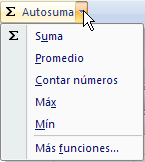 Σ Autosuma
Σ Suma
Promedio
Contar números
Máx
Mín
Más funciones...